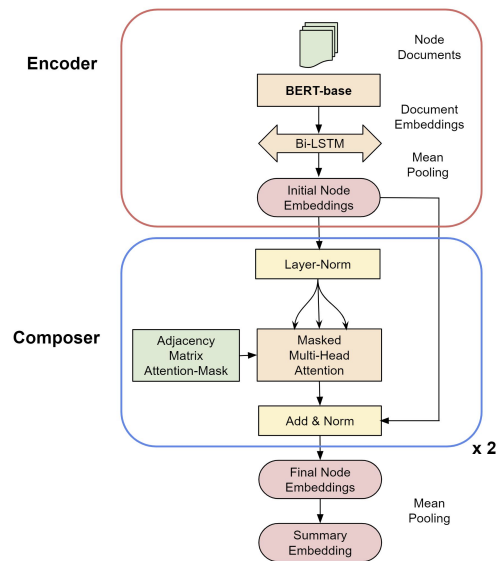 Node
Documents
Encoder
BERT-base
Document
Embeddings
Bi-LSTM
Mean
Pooling
Initial Node
Embeddings
Layer-Norm
Composer
Adjacency
Matrix
Attention-Mask
Masked
Multi-Head
Attention
Add & Norm
x 2
Final Node
Embeddings
Mean
Pooling
Summary
Embedding